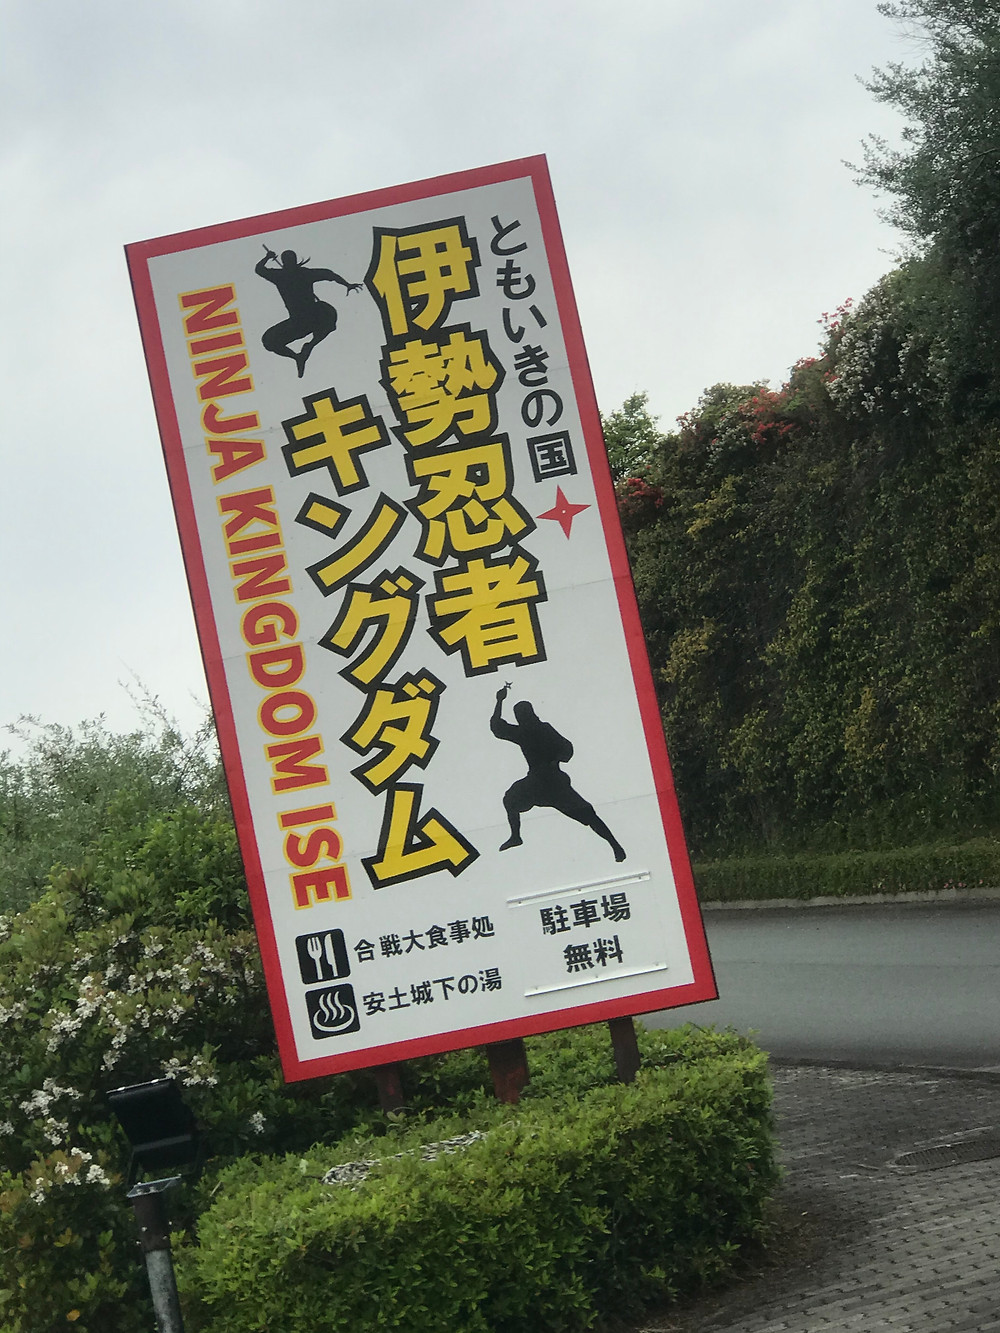 ともいきの国
伊勢忍者
キングダム
NINJA KINGDOM ISE
合戦大食事処
安土城下の湯
駐車場
無料